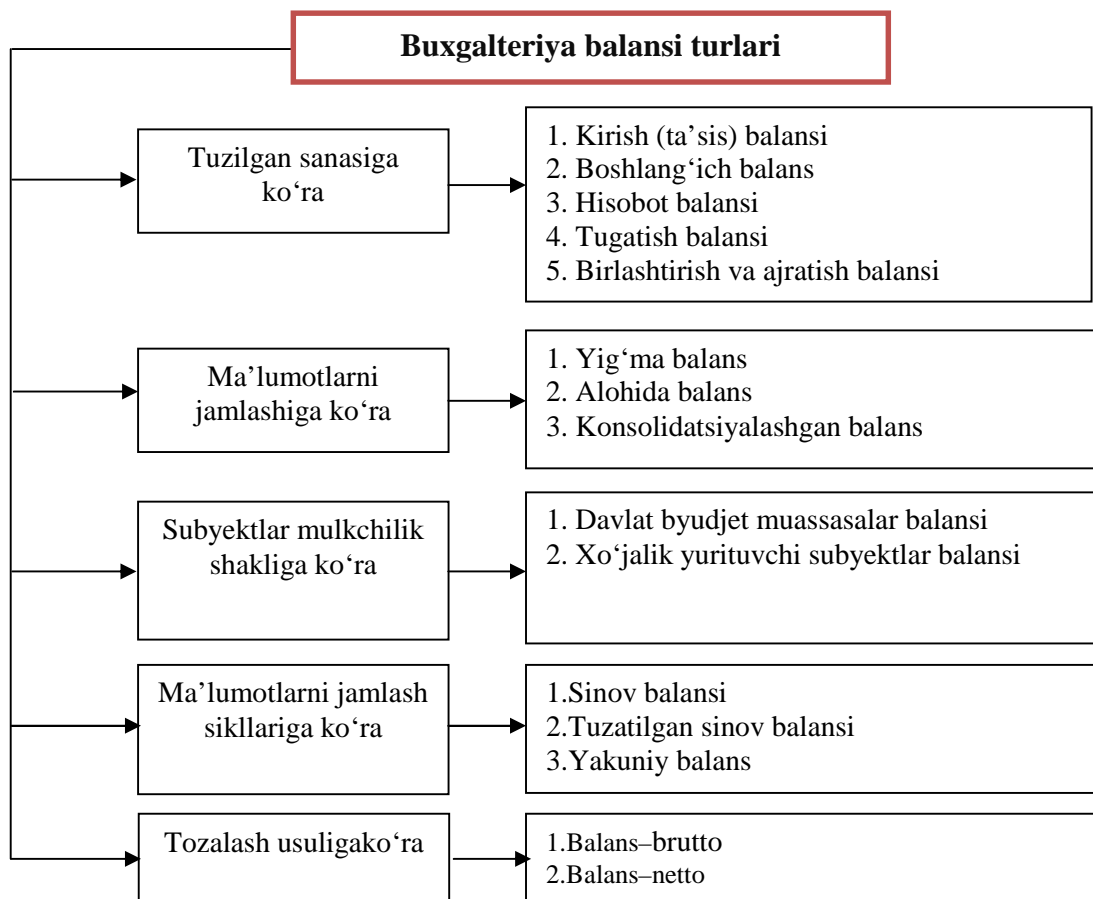 Buxgalteriya balansi turlari
Tuzilgan sanasiga
ko‘ra
1. Kirish (ta’sis) balansi
2. Boshlang‘ich balans
3. Hisobot balansi
4. Tugatish balansi
5. Birlashtirish va ajratish balansi
Ma’lumotlarni
jamlashiga ko‘ra
1. Yig‘ma balans
2. Alohida balans
3. Konsolidatsiyalashgan balans
Subyektlar mulkchilik
shakliga ko‘ra
1. Davlat byudjet muassasalar balansi
2. Xo‘jalik yurituvchi subyektlar balansi
Ma’lumotlarni jamlash
sikllariga ko‘ra
1.Sinov balansi
2.Tuzatilgan sinov balansi
3.Yakuniy balans
Tozalash usuligako‘ra
1.Balans–brutto
2.Balans–netto